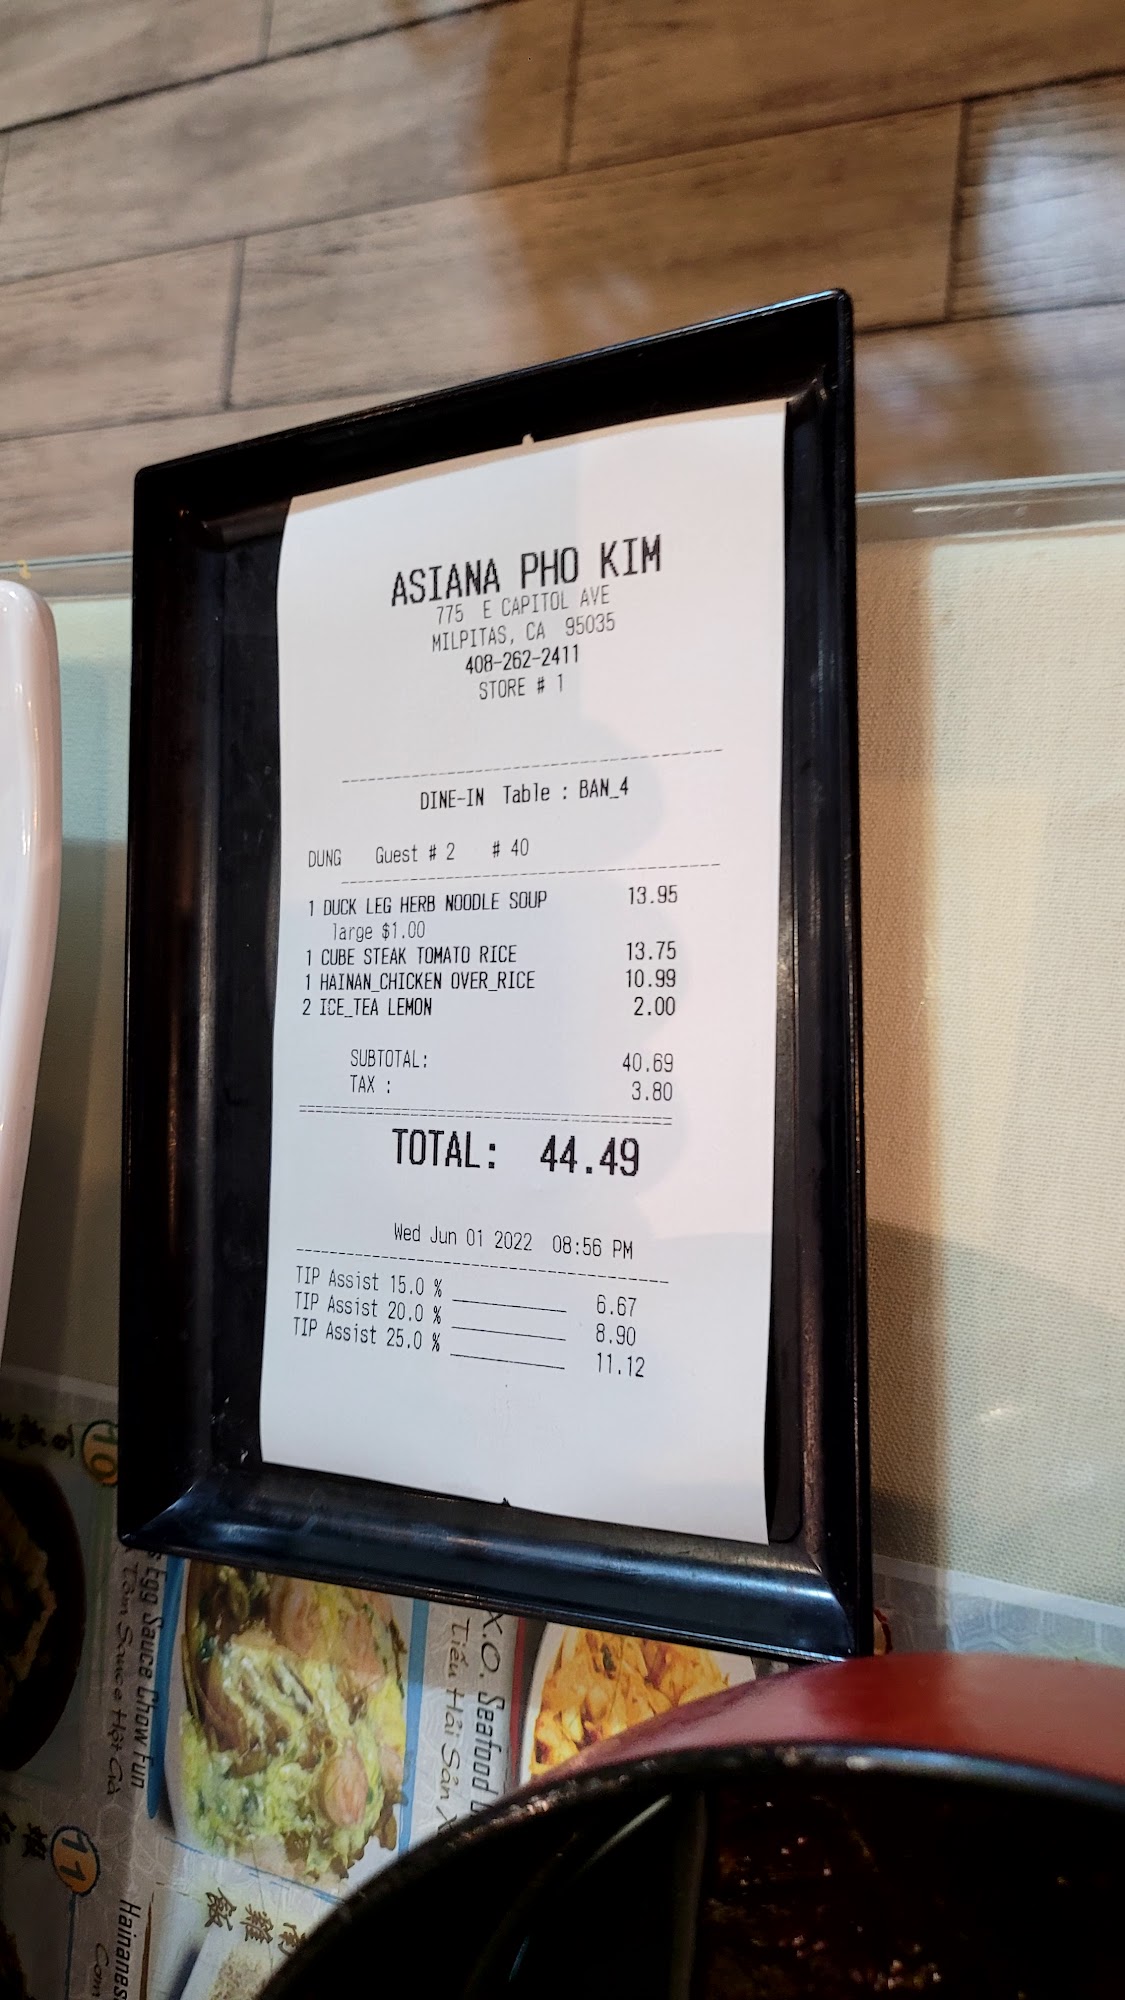 ASIANA PHO KIM
775 E CAPITOL AVE
MILPITAS, CA 95035
408-262-2411
STORE # 1
DINE-IN Table : BAN_4
DUNG Guest # 2 # 40
1 DUCK LEG HERB NOODLE SOUP 13.95
large $1.00
1 CUBE STEAK TOMATO RICE 13.75
1 HAINAN_CHICKEN OVER_RICE 10.99
2 ICE_TEA LEMON 2.00
SUBTOTAL: 40.69
TAX : 3.80
TOTAL: 44.49
Wed Jun 01 2022 08:56 PM
TIP Assist 15.0 % 6.67
TIP Assist 20.0 % 8.90
TIP Assist 25.0 % 11.12
10
Egg Sauce Chow Fun
X.O. Seafood
Tiểu Hải Sản X
11
雞飯
Hainanes
Cơm